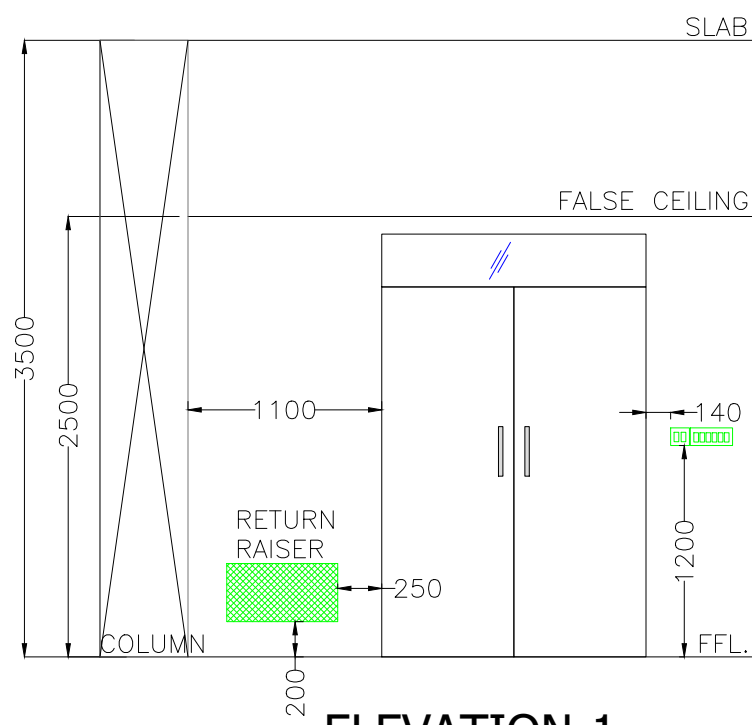 SLAB
FALSE CEILING
3500
2500
1100
140
RETURN
RAISER
1200
250
COLUMN
FFL.
200
ELEVATION 1